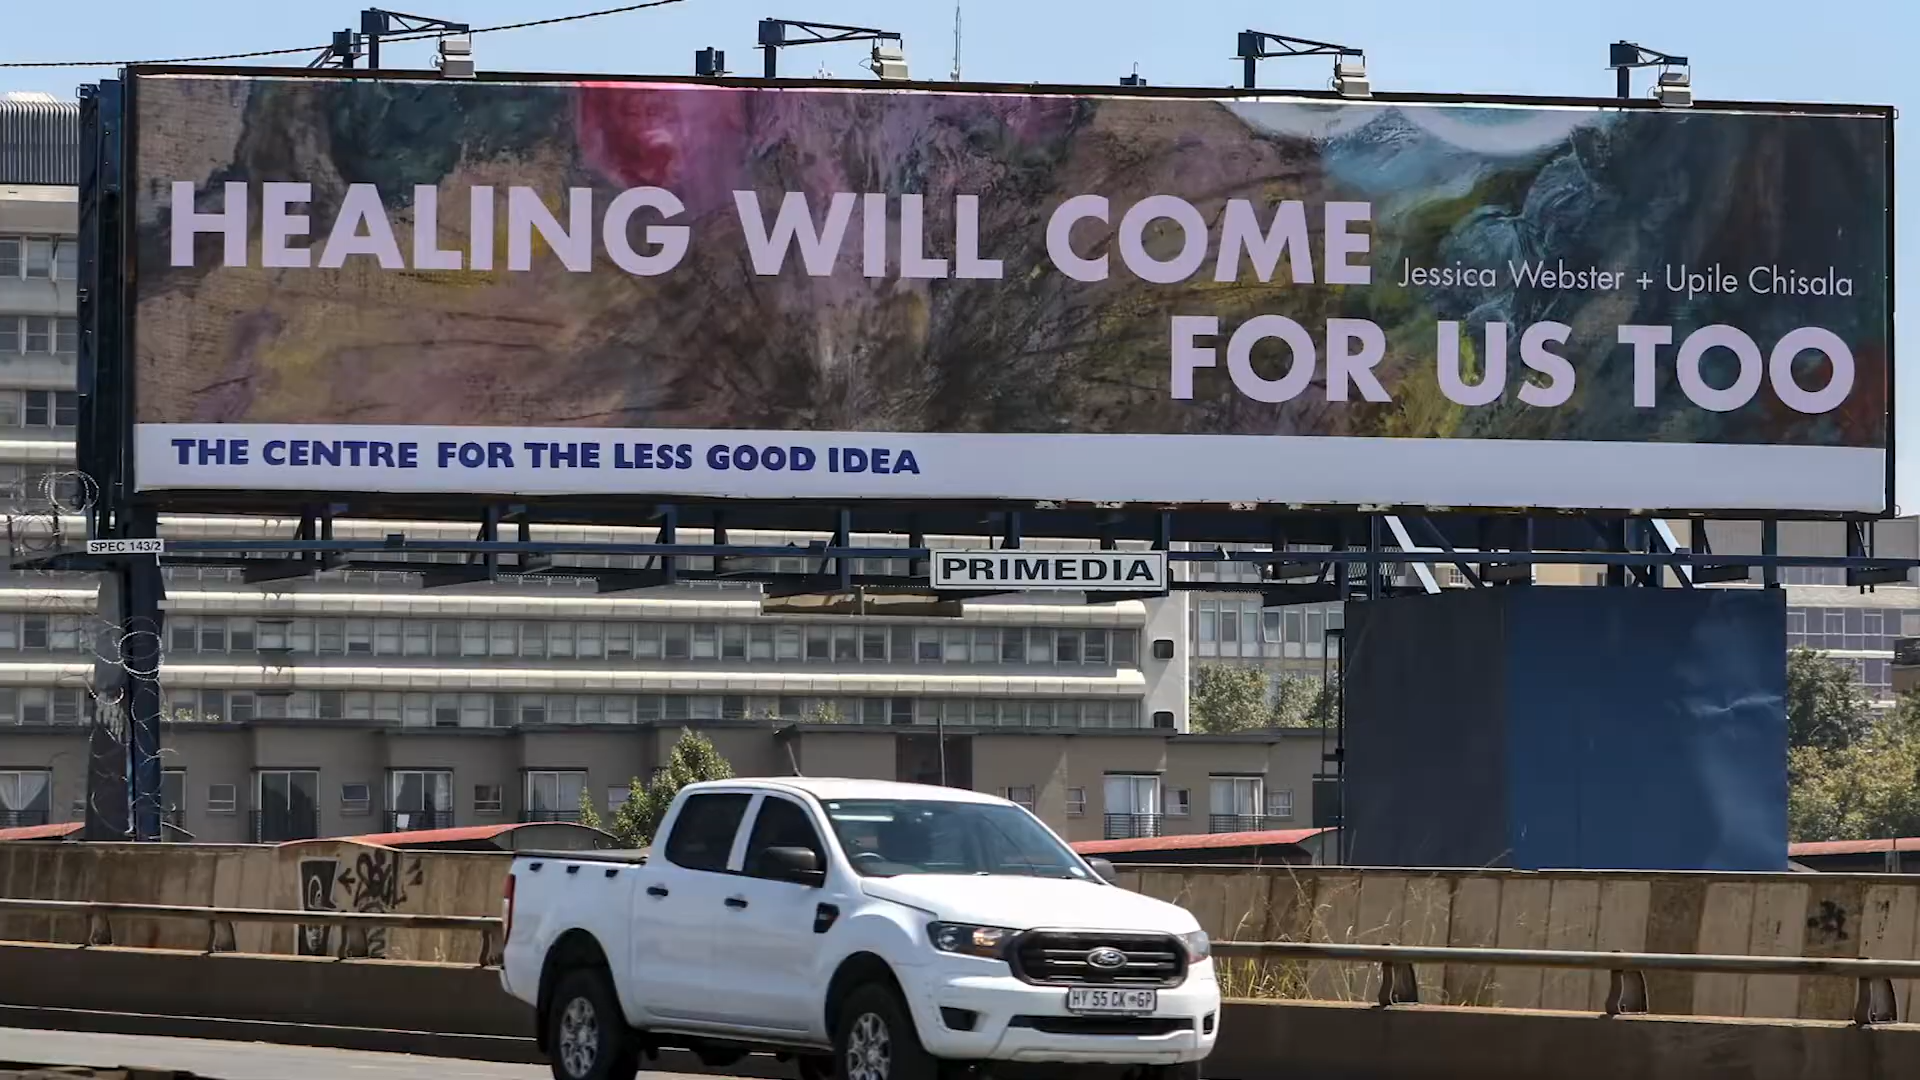 HEALING WILL COME
Jessica Webster + Upile Chisala
FOR US TOO
THE CENTRE FOR THE LESS GOOD IDEA
SPEC 143/2
PRIMEDIA
Ford
HY 55 CK GP